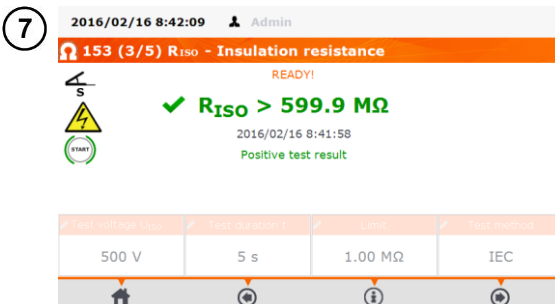 7
2016/02/16 8:42:09 Admin
153 (3/5) RISO - Insulation resistance
READY!
S
RISO > 599.9 MΩ
START
2016/02/16 8:41:58
Positive test result
Test voltage UISO Test duration t Limit Test method
500 V 5 s 1.00 MΩ IEC